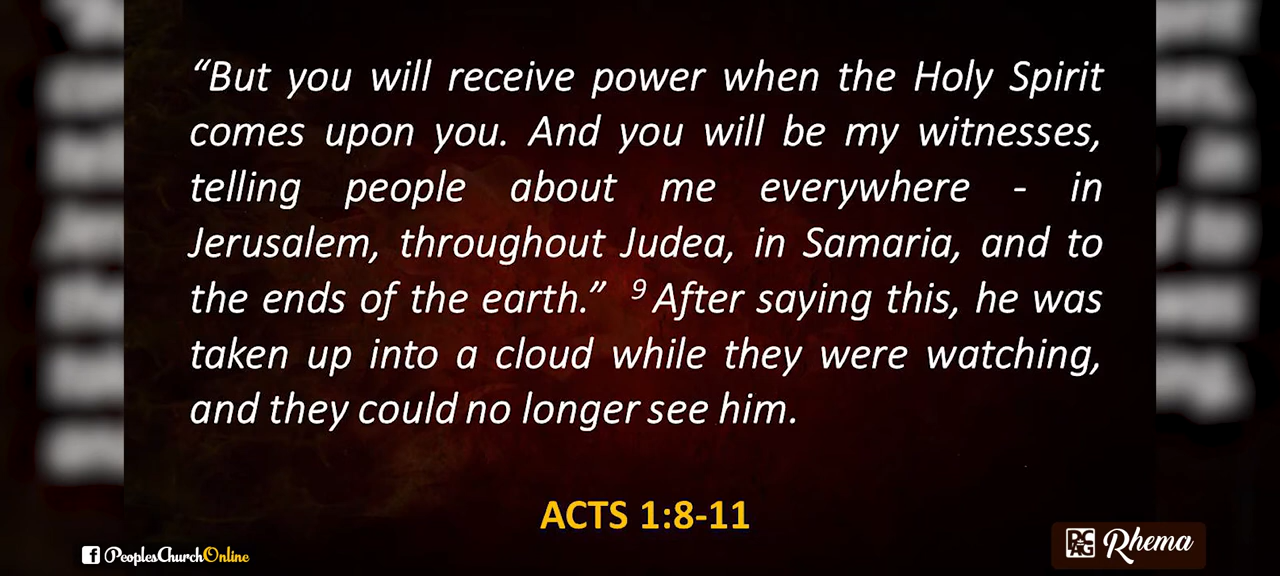 “But you will receive power when the Holy Spirit
comes upon you. And you will be my witnesses,
telling people about me everywhere - in
Jerusalem, throughout Judea, in Samaria, and to
the ends of the earth.” 9 After saying this, he was
taken up into a cloud while they were watching,
and they could no longer see him.
ACTS 1:8-11
f PeoplesChurchOnline
PCAG Rhema